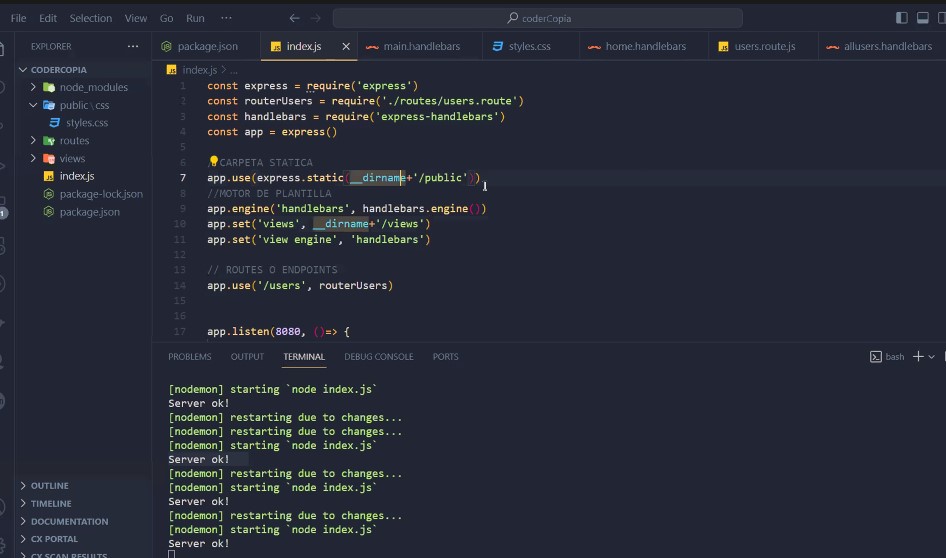 File Edit Selection View Go Run ··· ← → coderCopia
EXPLORER ···
CODERCOPIA
node_modules
public \ css
styles.css
routes
views
index.js
package-lock.json
package.json
OUTLINE
TIMELINE
DOCUMENTATION
CX PORTAL
CX SCAN RESULTS
package.json index.js × main.handlebars styles.css home.handlebars users.route.js allusers.handlebars
index.js > ...
1 const express = require('express')
2 const routerUsers = require('./routes/users.route')
3 const handlebars = require('express-handlebars')
4 const app = express()
5
6 CARPETA STATICA
7 app.use(express.static(__dirname+'/public'))
8 //MOTOR DE PLANTILLA
9 app.engine('handlebars', handlebars.engine())
10 app.set('views', __dirname+'/views')
11 app.set('view engine', 'handlebars')
12
13 // ROUTES O ENDPOINTS
14 app.use('/users', routerUsers)
15
16
17 app.listen(8080, ()=> {
PROBLEMS OUTPUT TERMINAL DEBUG CONSOLE PORTS bash
[nodemon] starting `node index.js`
Server ok!
[nodemon] restarting due to changes...
[nodemon] restarting due to changes...
[nodemon] starting `node index.js`
Server ok!
[nodemon] restarting due to changes...
[nodemon] starting `node index.js`
Server ok!
[nodemon] restarting due to changes...
[nodemon] starting `node index.js`
Server ok!